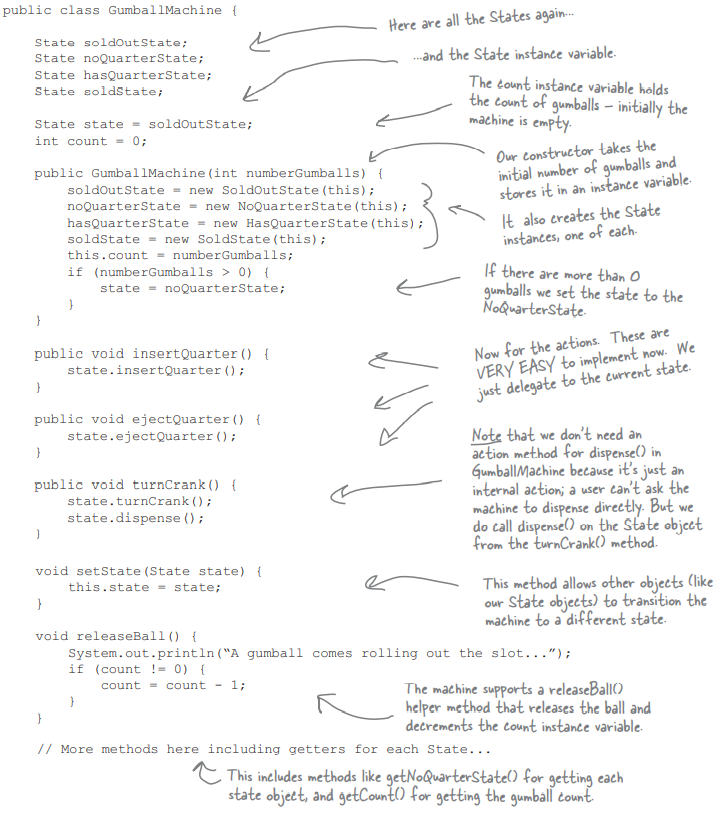 public class GumballMachine {
Here are all the States again...
State soldOutState;
State noQuarterState;
State hasQuarterState;
State soldState;
...and the State instance variable.
State state = soldOutState;
int count = 0;
The count instance variable holds
the count of gumballs – initially the
machine is empty.
public GumballMachine(int numberGumballs) {
soldOutState = new SoldOutState(this);
noQuarterState = new NoQuarterState(this);
hasQuarterState = new HasQuarterState(this);
soldState = new SoldState(this);
this.count = numberGumballs;
if (numberGumballs > 0) {
state = noQuarterState;
}
}
Our constructor takes the
initial number of gumballs and
stores it in an instance variable.
It also creates the State
instances, one of each.
If there are more than 0
gumballs we set the state to the
NoQuarterState.
public void insertQuarter() {
state.insertQuarter();
}
Now for the actions. These are
VERY EASY to implement now. We
just delegate to the current state.
public void ejectQuarter() {
state.ejectQuarter();
}
public void turnCrank() {
state.turnCrank();
state.dispense();
}
Note that we don't need an
action method for dispense() in
GumballMachine because it's just an
internal action; a user can't ask the
machine to dispense directly. But we
do call dispense() on the State object
from the turnCrank() method.
void setState(State state) {
this.state = state;
}
This method allows other objects (like
our State objects) to transition the
machine to a different state.
void releaseBall() {
System.out.println(“A gumball comes rolling out the slot...”);
if (count != 0) {
count = count - 1;
}
}
The machine supports a releaseBall()
helper method that releases the ball and
decrements the count instance variable.
// More methods here including getters for each State...
This includes methods like getNoQuarterState() for getting each
state object, and getCount() for getting the gumball count.